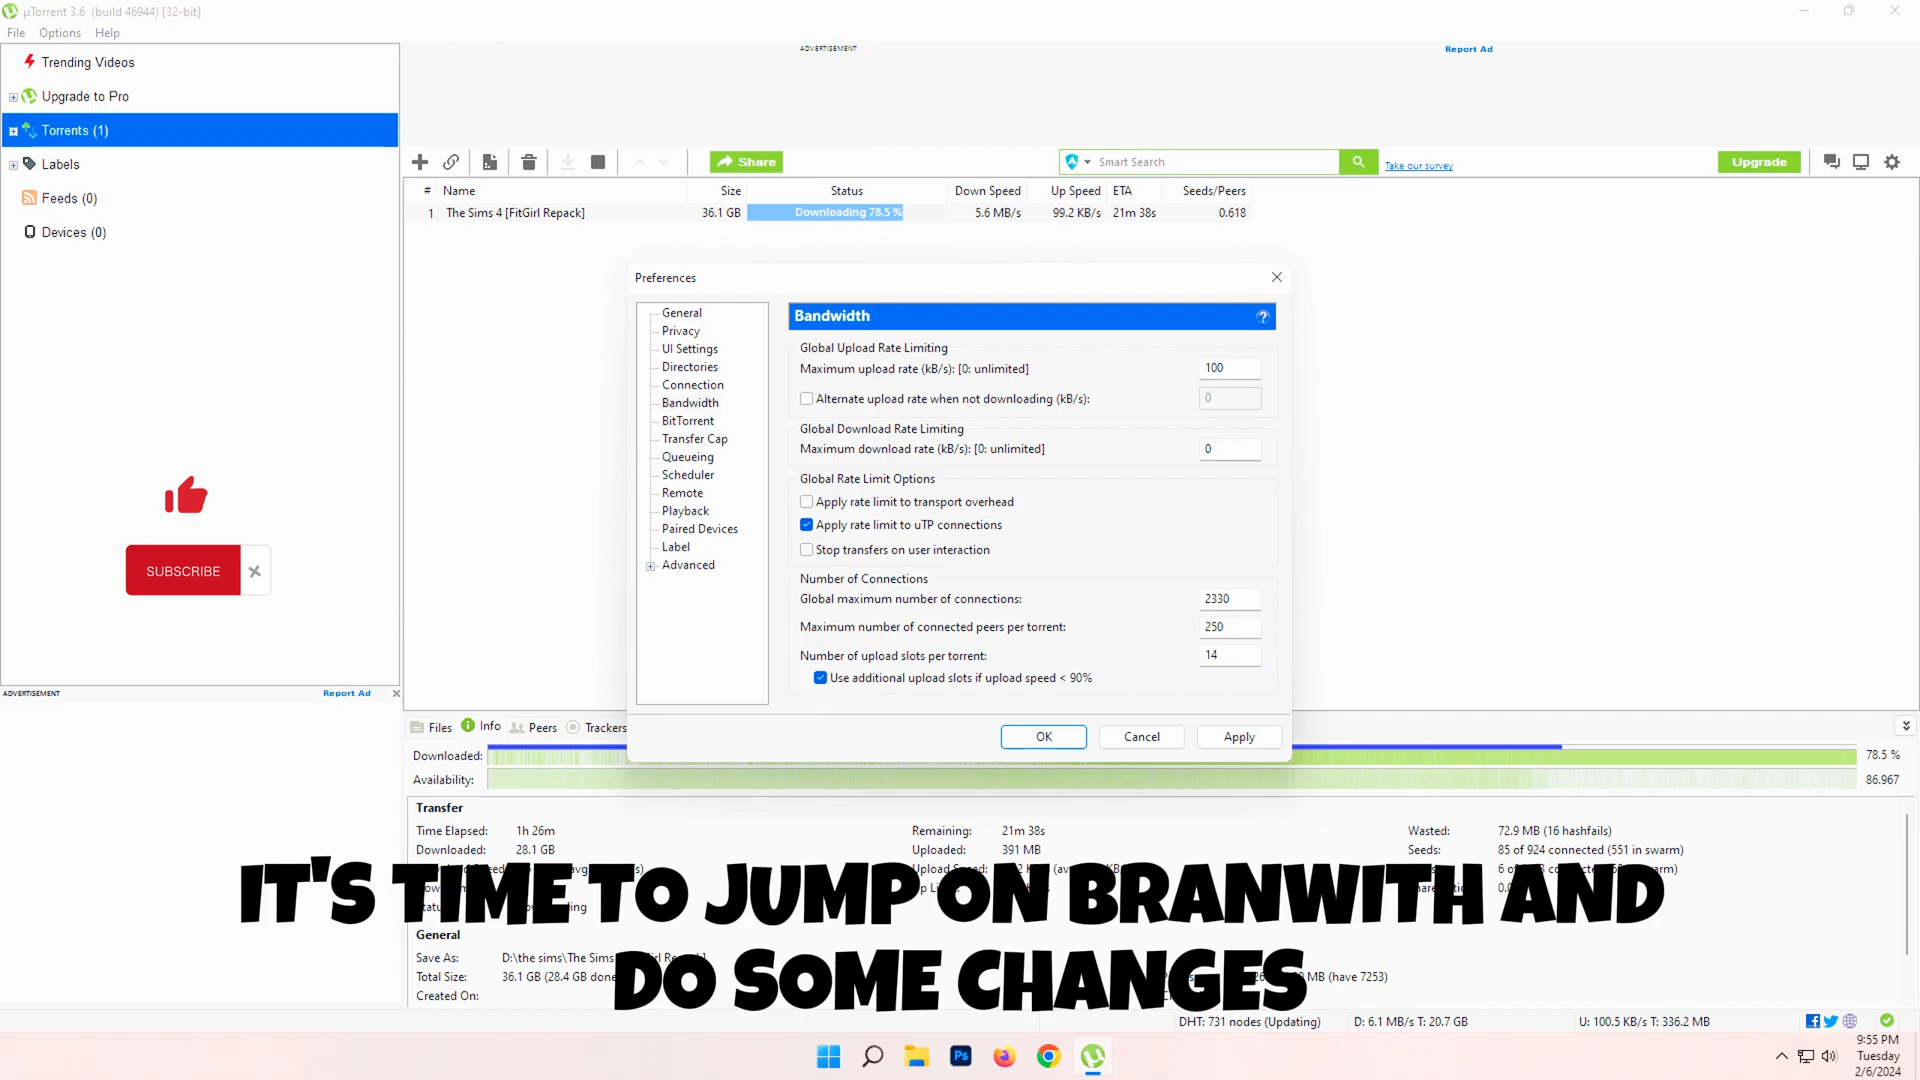 µTorrent 3.6 (build 46944) [32-bit]
File Options Help
ADVERTISEMENT
Report Ad
Trending Videos
Upgrade to Pro
Torrents (1)
Labels
Feeds (0)
Devices (0)
Share
Smart Search
Take our survey
Upgrade
# Name Size Status Down Speed Up Speed ETA Seeds/Peers
1 The Sims 4 [FitGirl Repack] 36.1 GB Downloading 78.5 % 5.6 MB/s 99.2 KB/s 21m 38s 0.618
Preferences
General
Privacy
UI Settings
Directories
Connection
Bandwidth
BitTorrent
Transfer Cap
Queueing
Scheduler
Remote
Playback
Paired Devices
Label
Advanced
Bandwidth
Global Upload Rate Limiting
Maximum upload rate (kB/s): [0: unlimited] 100
Alternate upload rate when not downloading (kB/s): 0
Global Download Rate Limiting
Maximum download rate (kB/s): [0: unlimited] 0
Global Rate Limit Options
Apply rate limit to transport overhead
Apply rate limit to uTP connections
Stop transfers on user interaction
Number of Connections
Global maximum number of connections: 2330
Maximum number of connected peers per torrent: 250
Number of upload slots per torrent: 14
Use additional upload slots if upload speed < 90%
OK Cancel Apply
SUBSCRIBE
ADVERTISEMENT Report Ad
Files Info Peers Trackers
Downloaded: 78.5 %
Availability: 86.967
Transfer
Time Elapsed: 1h 26m Remaining: 21m 38s Wasted: 72.9 MB (16 hashfails)
Downloaded: 28.1 GB Uploaded: 391 MB Seeds: 85 of 924 connected (551 in swarm)
IT'S TIME TO JUMP ON BRANWITH AND
DO SOME CHANGES
General
Save As: D:\the sims\The Sims
Total Size: 36.1 GB (28.4 GB done (have 7253)
Created On:
DHT: 731 nodes (Updating) D: 6.1 MB/s T: 20.7 GB U: 100.5 KB/s T: 336.2 MB
Ps
9:55 PM
Tuesday
2/6/2024